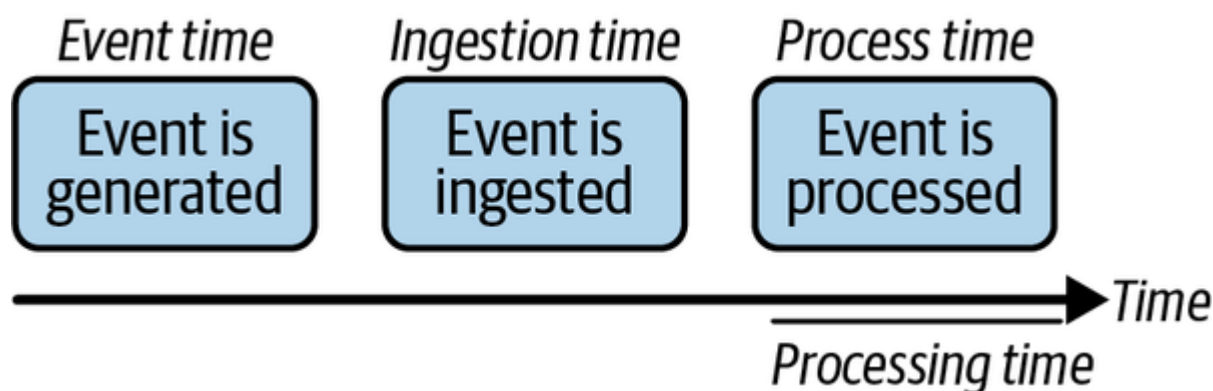 Event time
Ingestion time
Process time
Event is
generated
Event is
ingested
Event is
processed
Time
Processing time